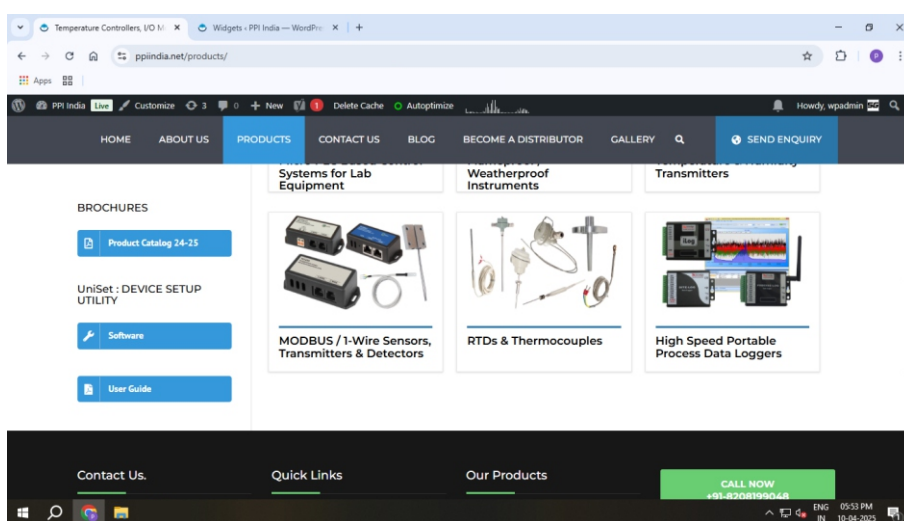 Temperature Controllers, I/O M
Widgets ‹ PPI India — WordPre
ppiindia.net/products/
Apps
PPI India Live Customize 3 0 New 1 Delete Cache Autoptimize Howdy, wpadmin
HOME ABOUT US PRODUCTS CONTACT US BLOG BECOME A DISTRIBUTOR GALLERY SEND ENQUIRY
Systems for Lab
Equipment
Weatherproof
Instruments
Transmitters
BROCHURES
Product Catalog 24-25
UniSet : DEVICE SETUP
UTILITY
Software
User Guide
MODBUS / 1-Wire Sensors,
Transmitters & Detectors
RTDs & Thermocouples
High Speed Portable
Process Data Loggers
Contact Us.
Quick Links
Our Products
CALL NOW
+91-8208199048
ENG
IN
05:53 PM
10-04-2025